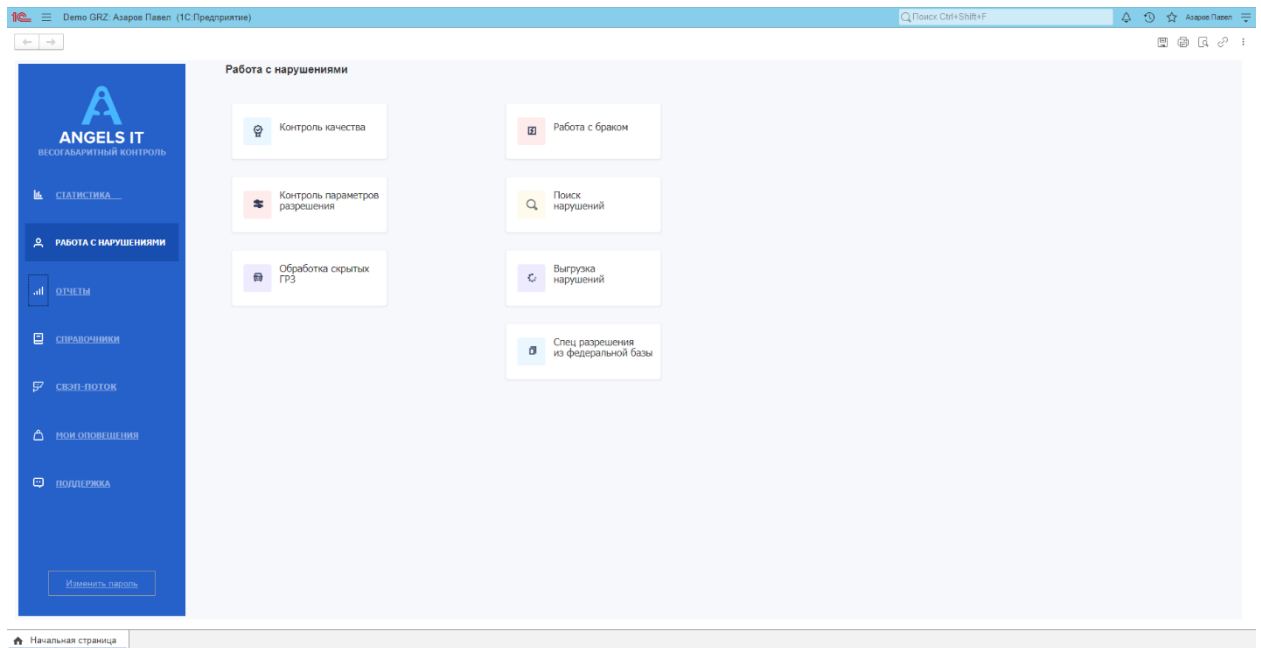 Demo GRZ: Азаров Павел (1С:Предприятие)
Поиск Ctrl+Shift+F
Азаров Павел
ANGELS IT
ВЕСОГАБАРИТНЫЙ КОНТРОЛЬ
СТАТИСТИКА
РАБОТА С НАРУШЕНИЯМИ
ОТЧЕТЫ
СПРАВОЧНИКИ
СВЭП-ПОТОК
МОИ ОПОВЕЩЕНИЯ
ПОДДЕРЖКА
Изменить пароль
Работа с нарушениями
Контроль качества
Работа с браком
Контроль параметров
разрешения
Поиск
нарушений
Обработка скрытых
ГРЗ
Выгрузка
нарушений
Спец разрешения
из федеральной базы
Начальная страница